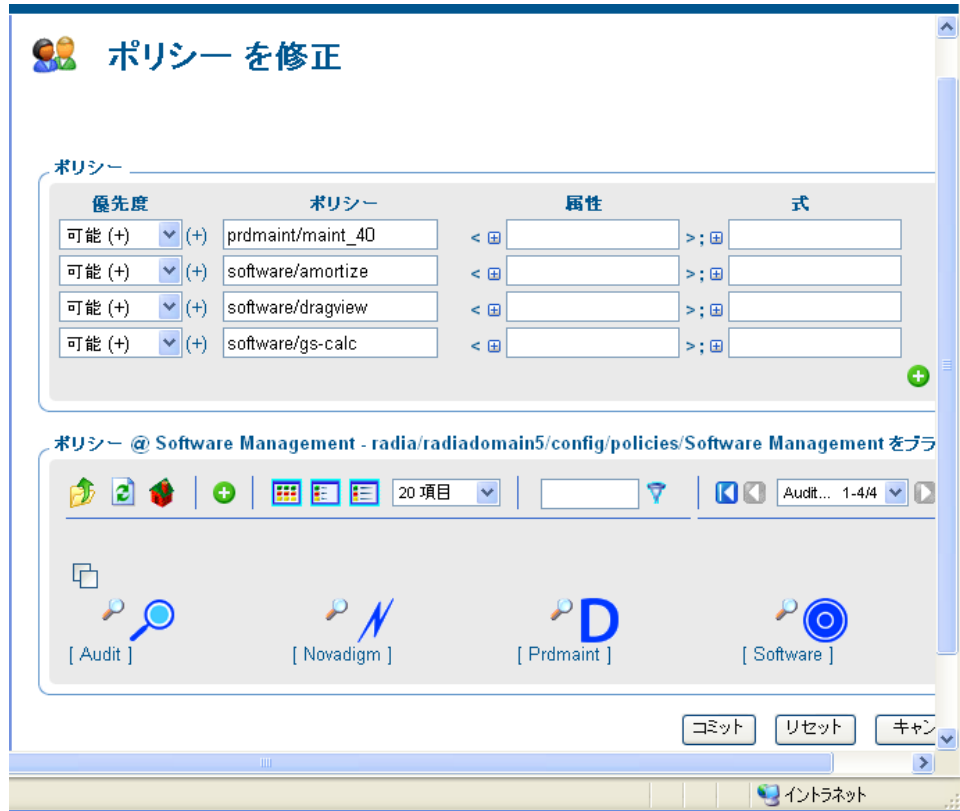 ポリシー を修正
ポリシー
優先度 ポリシー 属性 式
可能 (+) (+) prdmaint/maint_40 < >;
可能 (+) (+) software/amortize < >;
可能 (+) (+) software/dragview < >;
可能 (+) (+) software/gs-calc < >;
ポリシー @ Software Management - radia/radiadomain5/config/policies/Software Management をブラ
20 項目 Audit... 1-4/4
[ Audit ] [ Novadigm ] [ Prdmaint ] [ Software ]
コミット リセット キャン
イントラネット